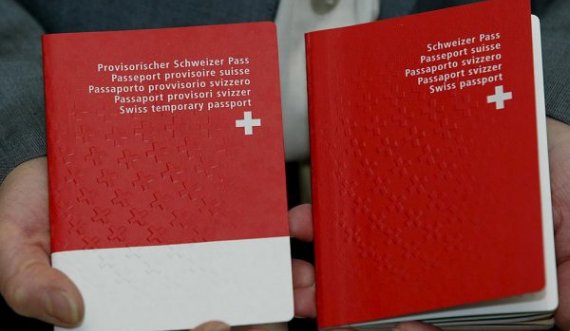 Provisorischer Schweizer Pass
Passeport provisoire suisse
Passaporto provvisorio svizzero
Passaport provisori svizzer
Swiss temporary passport
Schweizer Pass
Passeport suisse
Passaporto svizzero
Passaport svizzer
Swiss passport